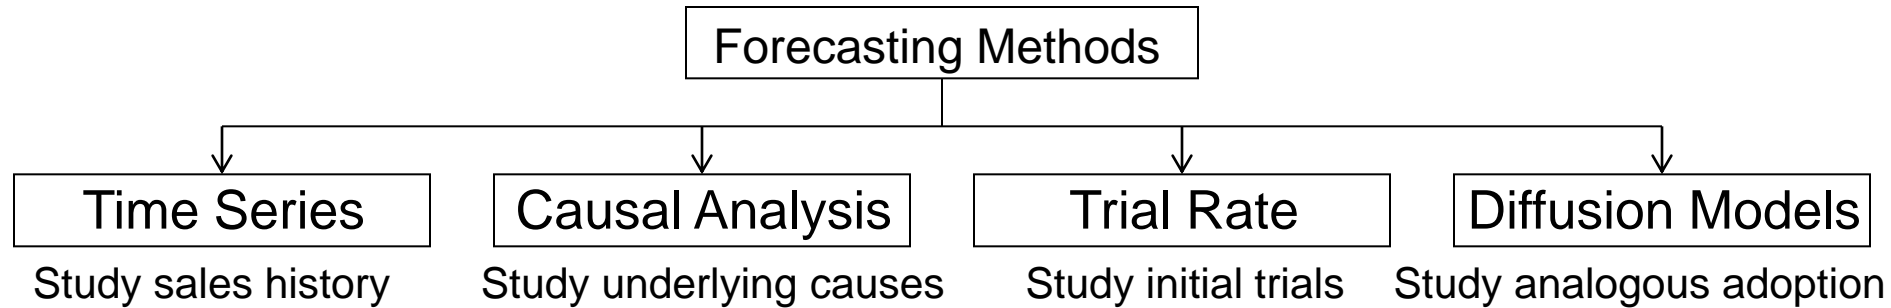 Forecasting Methods
Time Series
Causal Analysis
Trial Rate
Diffusion Models
Study sales history
Study underlying causes
Study initial trials
Study analogous adoption